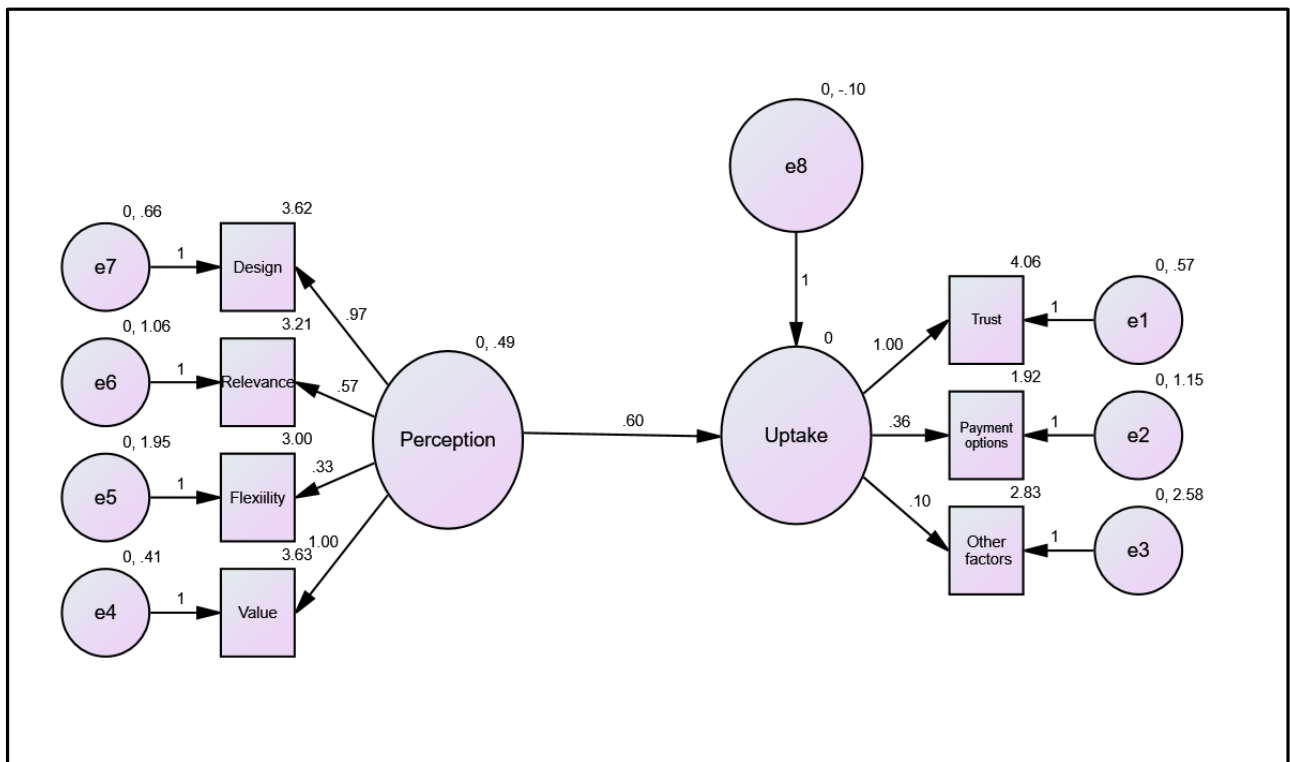 0, -.10
e8
1
0, .66
e7
1
3.62
Design
.97
0, 1.06
e6
1
3.21
Relevance
.57
0, 1.95
e5
1
3.00
Flexiility
.33
0, .41
e4
1
3.63
Value
1.00
0, .49
Perception
.60
0
Uptake
1.00
4.06
Trust
1
0, .57
e1
.36
1.92
Payment
options
1
0, 1.15
e2
.10
2.83
Other
factors
1
0, 2.58
e3